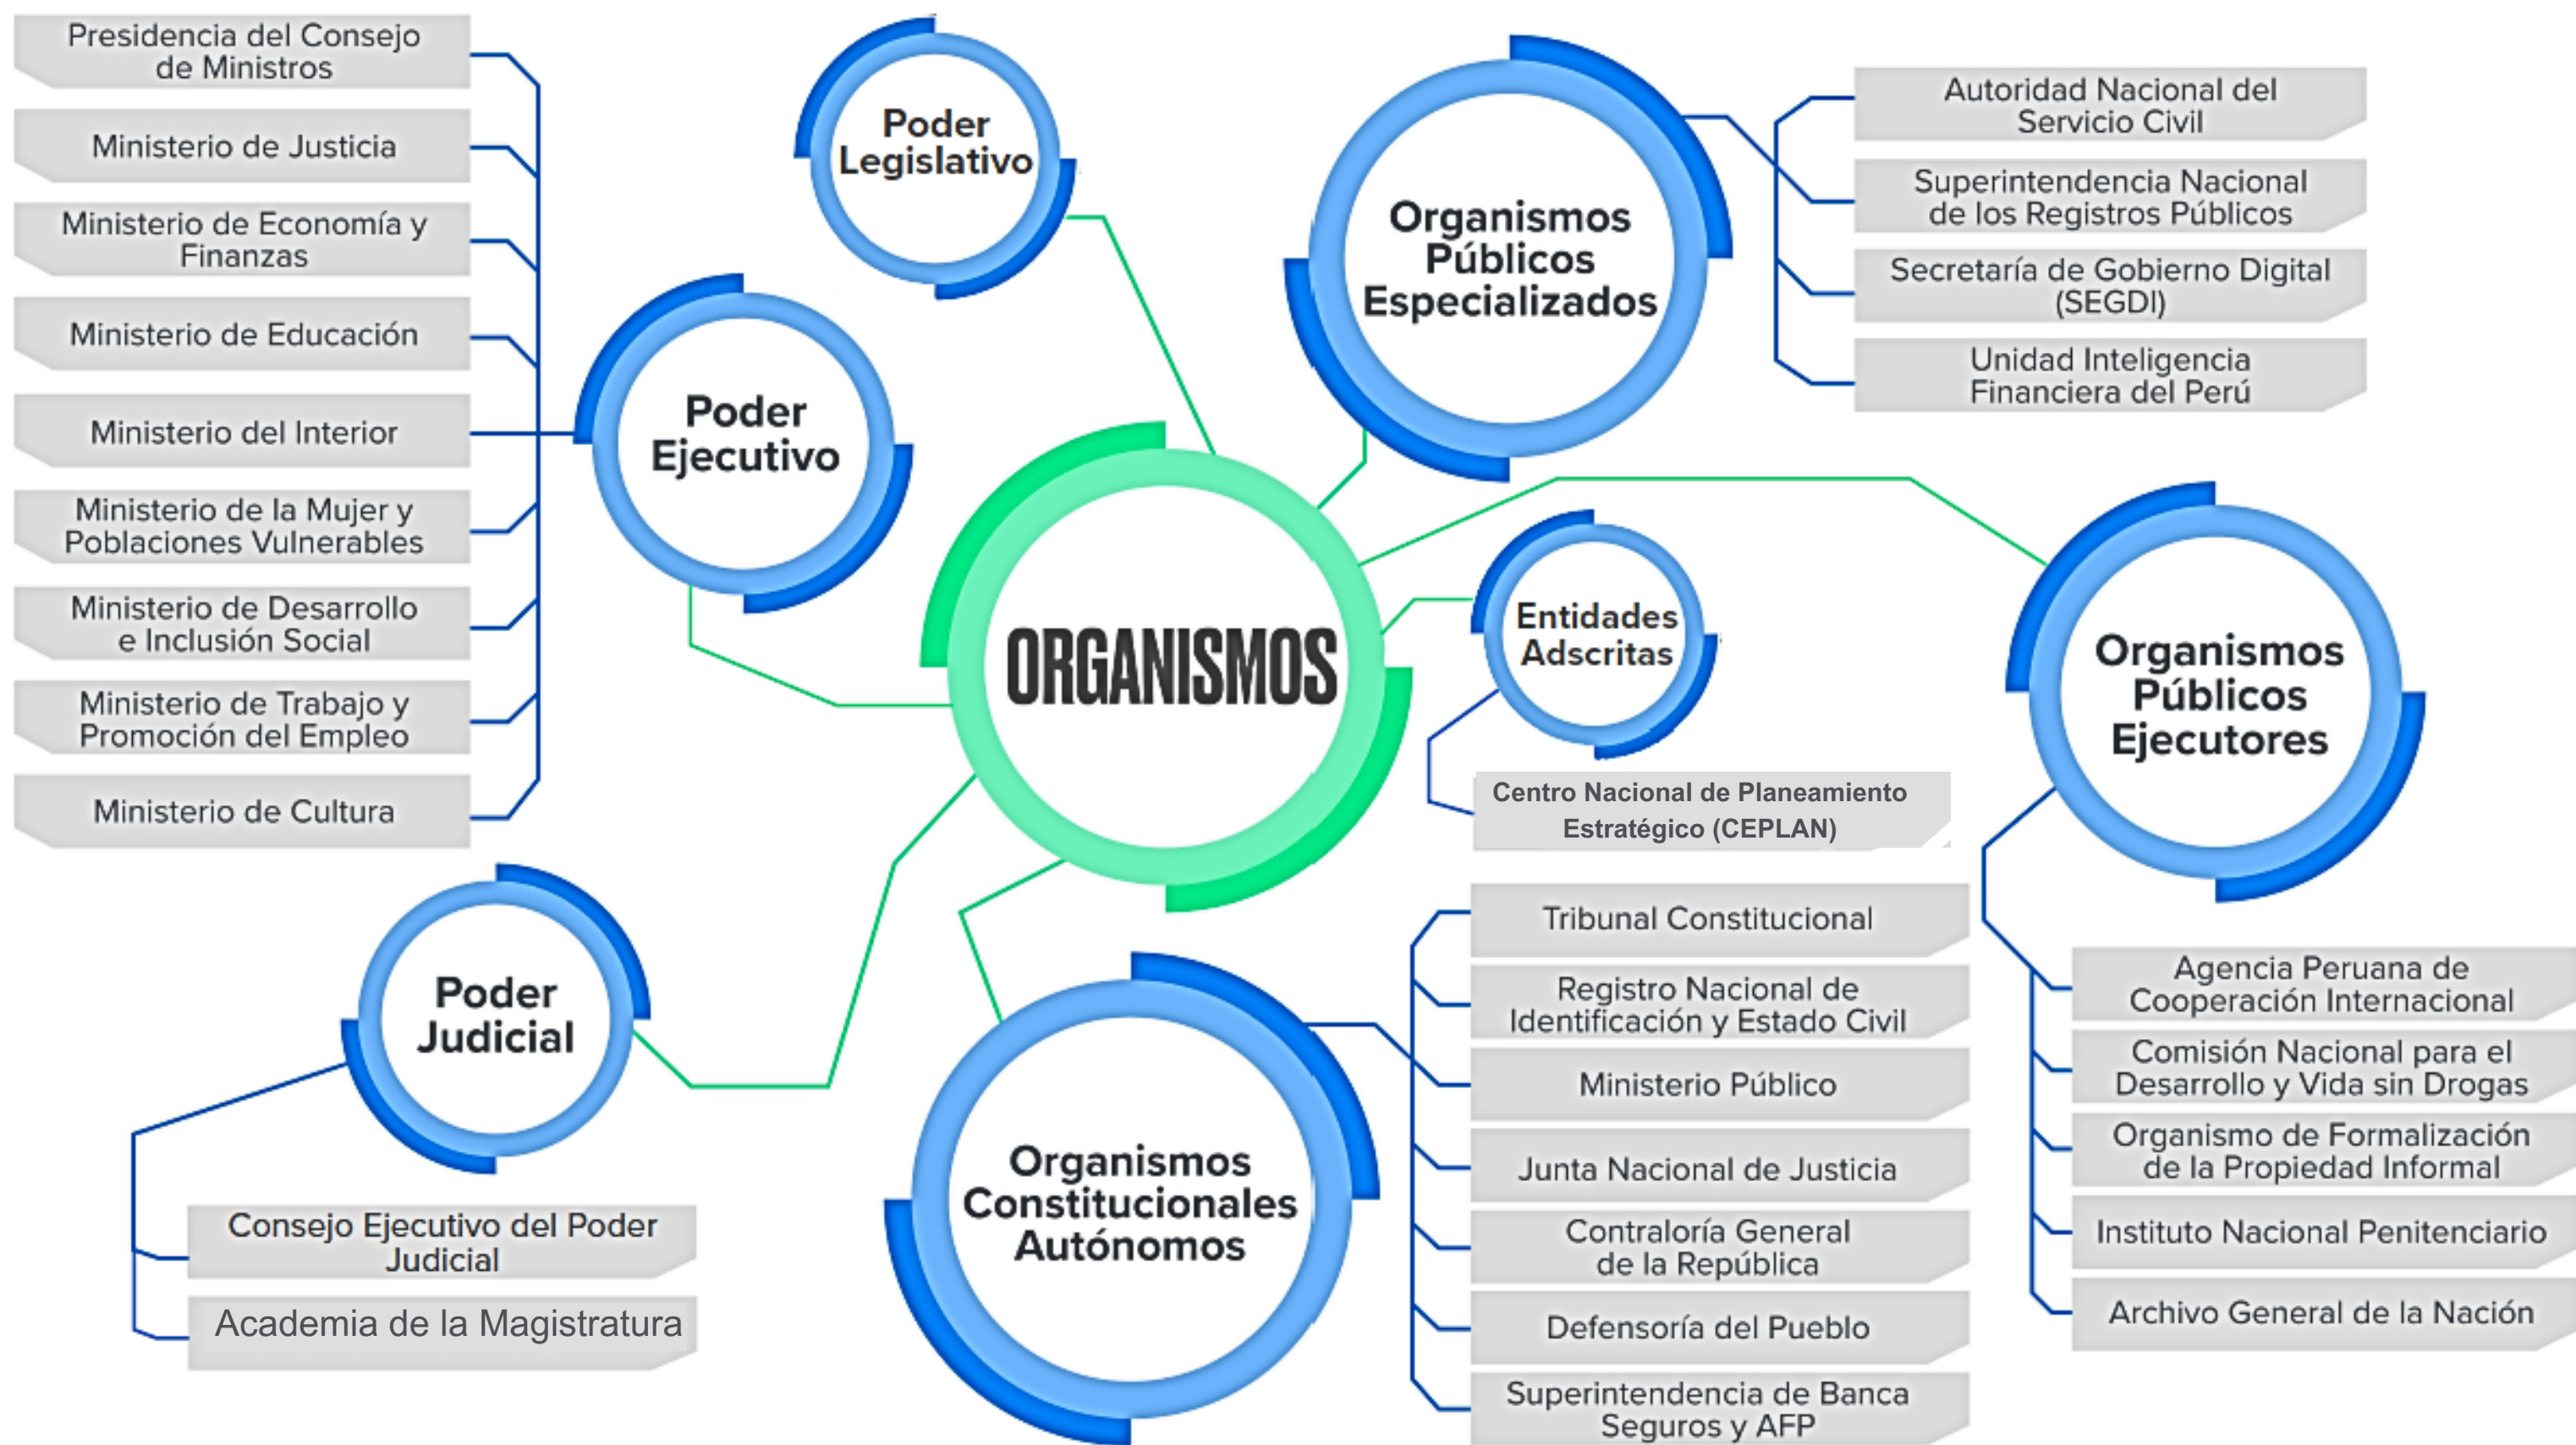 Presidencia del Consejo
de Ministros
Ministerio de Justicia
Ministerio de Economía y
Finanzas
Ministerio de Educación
Ministerio del Interior
Ministerio de la Mujer y
Poblaciones Vulnerables
Ministerio de Desarrollo
e Inclusión Social
Ministerio de Trabajo y
Promoción del Empleo
Ministerio de Cultura
Poder
Ejecutivo
Poder
Legislativo
Organismos
Públicos
Especializados
Autoridad Nacional del
Servicio Civil
Superintendencia Nacional
de los Registros Públicos
Secretaría de Gobierno Digital
(SEGDI)
Unidad Inteligencia
Financiera del Perú
ORGANISMOS
Entidades
Adscritas
Centro Nacional de Planeamiento
Estratégico (CEPLAN)
Organismos
Públicos
Ejecutores
Agencia Peruana de
Cooperación Internacional
Comisión Nacional para el
Desarrollo y Vida sin Drogas
Organismo de Formalización
de la Propiedad Informal
Instituto Nacional Penitenciario
Archivo General de la Nación
Poder
Judicial
Consejo Ejecutivo del Poder
Judicial
Academia de la Magistratura
Organismos
Constitucionales
Autónomos
Tribunal Constitucional
Registro Nacional de
Identificación y Estado Civil
Ministerio Público
Junta Nacional de Justicia
Contraloría General
de la República
Defensoría del Pueblo
Superintendencia de Banca
Seguros y AFP